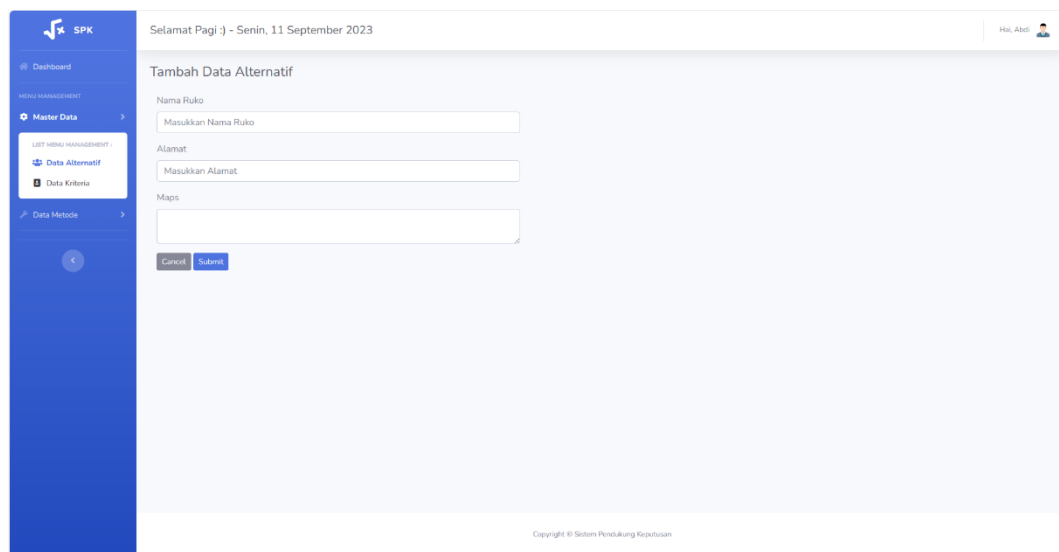 SPK
Selamat Pagi :) - Senin, 11 September 2023
Hai, Abdi
Dashboard
MENU MANAGEMENT
Master Data
LIST MENU MANAGEMENT :
Data Alternatif
Data Kriteria
Data Metode
Tambah Data Alternatif
Nama Ruko
Masukkan Nama Ruko
Alamat
Masukkan Alamat
Maps
Cancel Submit
Copyright © Sistem Pendukung Keputusan